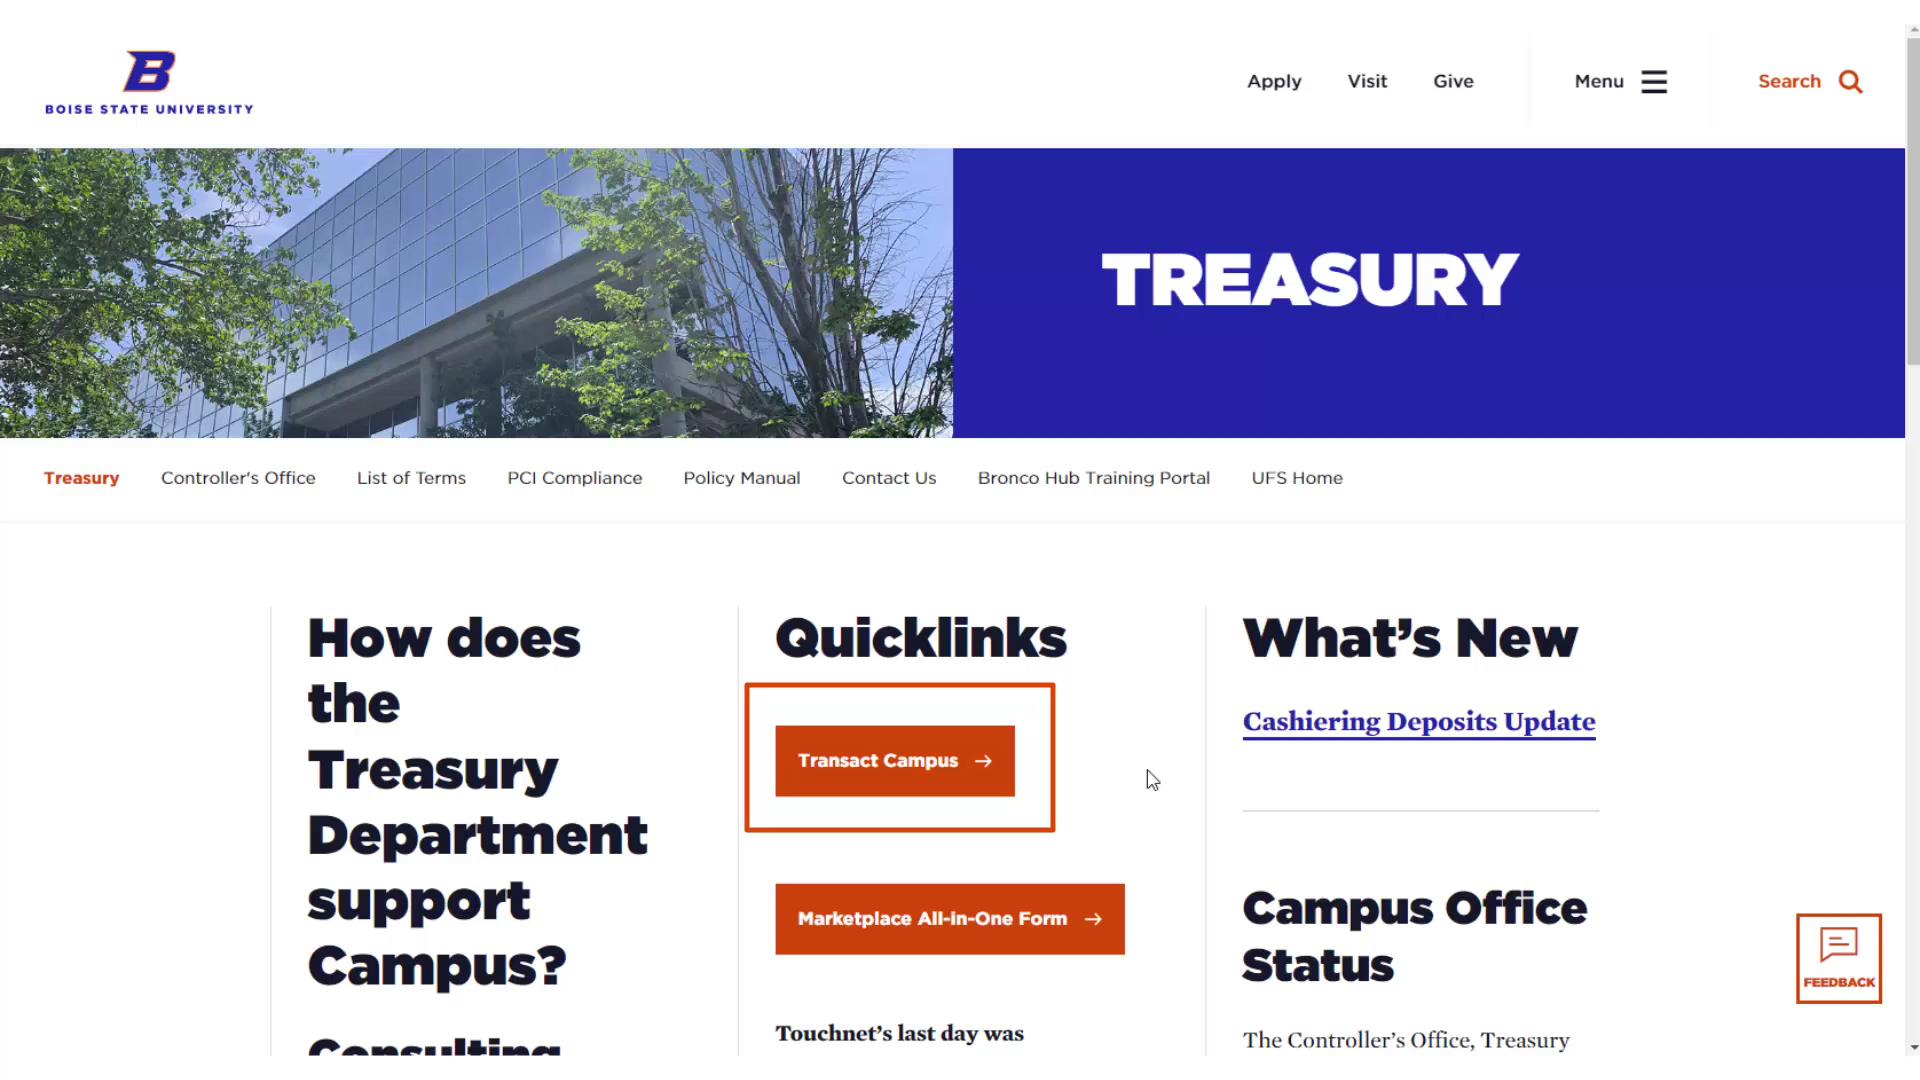 BOISE STATE UNIVERSITY
Apply Visit Give Menu Search
TREASURY
Treasury Controller's Office List of Terms PCI Compliance Policy Manual Contact Us Bronco Hub Training Portal UFS Home
How does
the
Treasury
Department
support
Campus?
Consulting
Quicklinks
Transact Campus →
Marketplace All-in-One Form →
Touchnet’s last day was
What’s New
Cashiering Deposits Update
Campus Office
Status
The Controller’s Office, Treasury
FEEDBACK